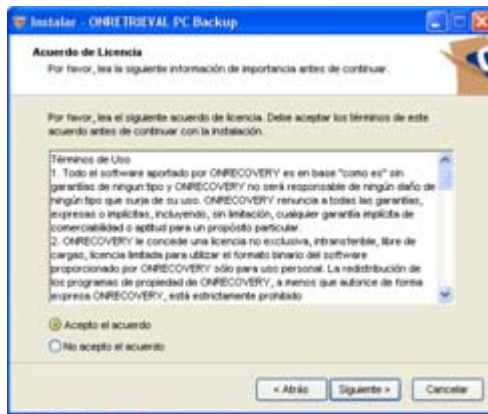 Instalar - ONRETRIEVAL PC Backup
Acuerdo de Licencia
Por favor, lea la siguiente información de importancia antes de continuar.
Por favor, lea el siguiente acuerdo de licencia. Debe aceptar los términos de este
acuerdo antes de continuar con la instalación.
Términos de Uso
1. Todo el software aportado por ONRECOVERY es en base "como es" sin
garantías de ningun tipo y ONRECOVERY no será responsable de ningún daño de
ningún tipo que surja de su uso. ONRECOVERY renuncia a todas las garantías,
expresas o implícitas, incluyendo, sin limitación, cualquier garantía implícita de
comerciabilidad o aptitud para un propósito particular.
2. ONRECOVERY le concede una licencia no exclusiva, intransferible, libre de
cargas, licencia limitada para utilizar el formato binario del software
proporcionado por ONRECOVERY sólo para uso personal. La redistribución de
los programas de propiedad de ONRECOVERY, a menos que autorice de forma
expresa ONRECOVERY, está estrictamente prohibido
Acepto el acuerdo
No acepto el acuerdo
< Atrás
Siguiente >
Cancelar